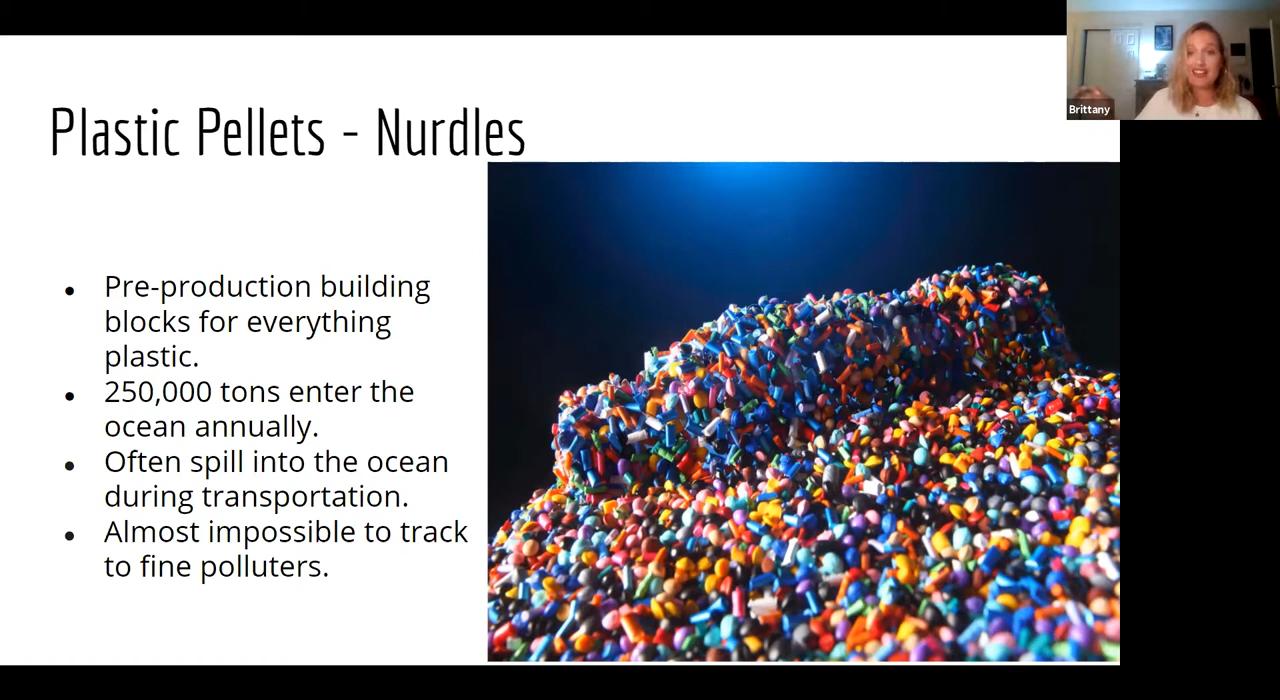 Brittany
Plastic Pellets - Nurdles
● Pre-production building
blocks for everything
plastic.
● 250,000 tons enter the
ocean annually.
● Often spill into the ocean
during transportation.
● Almost impossible to track
to fine polluters.